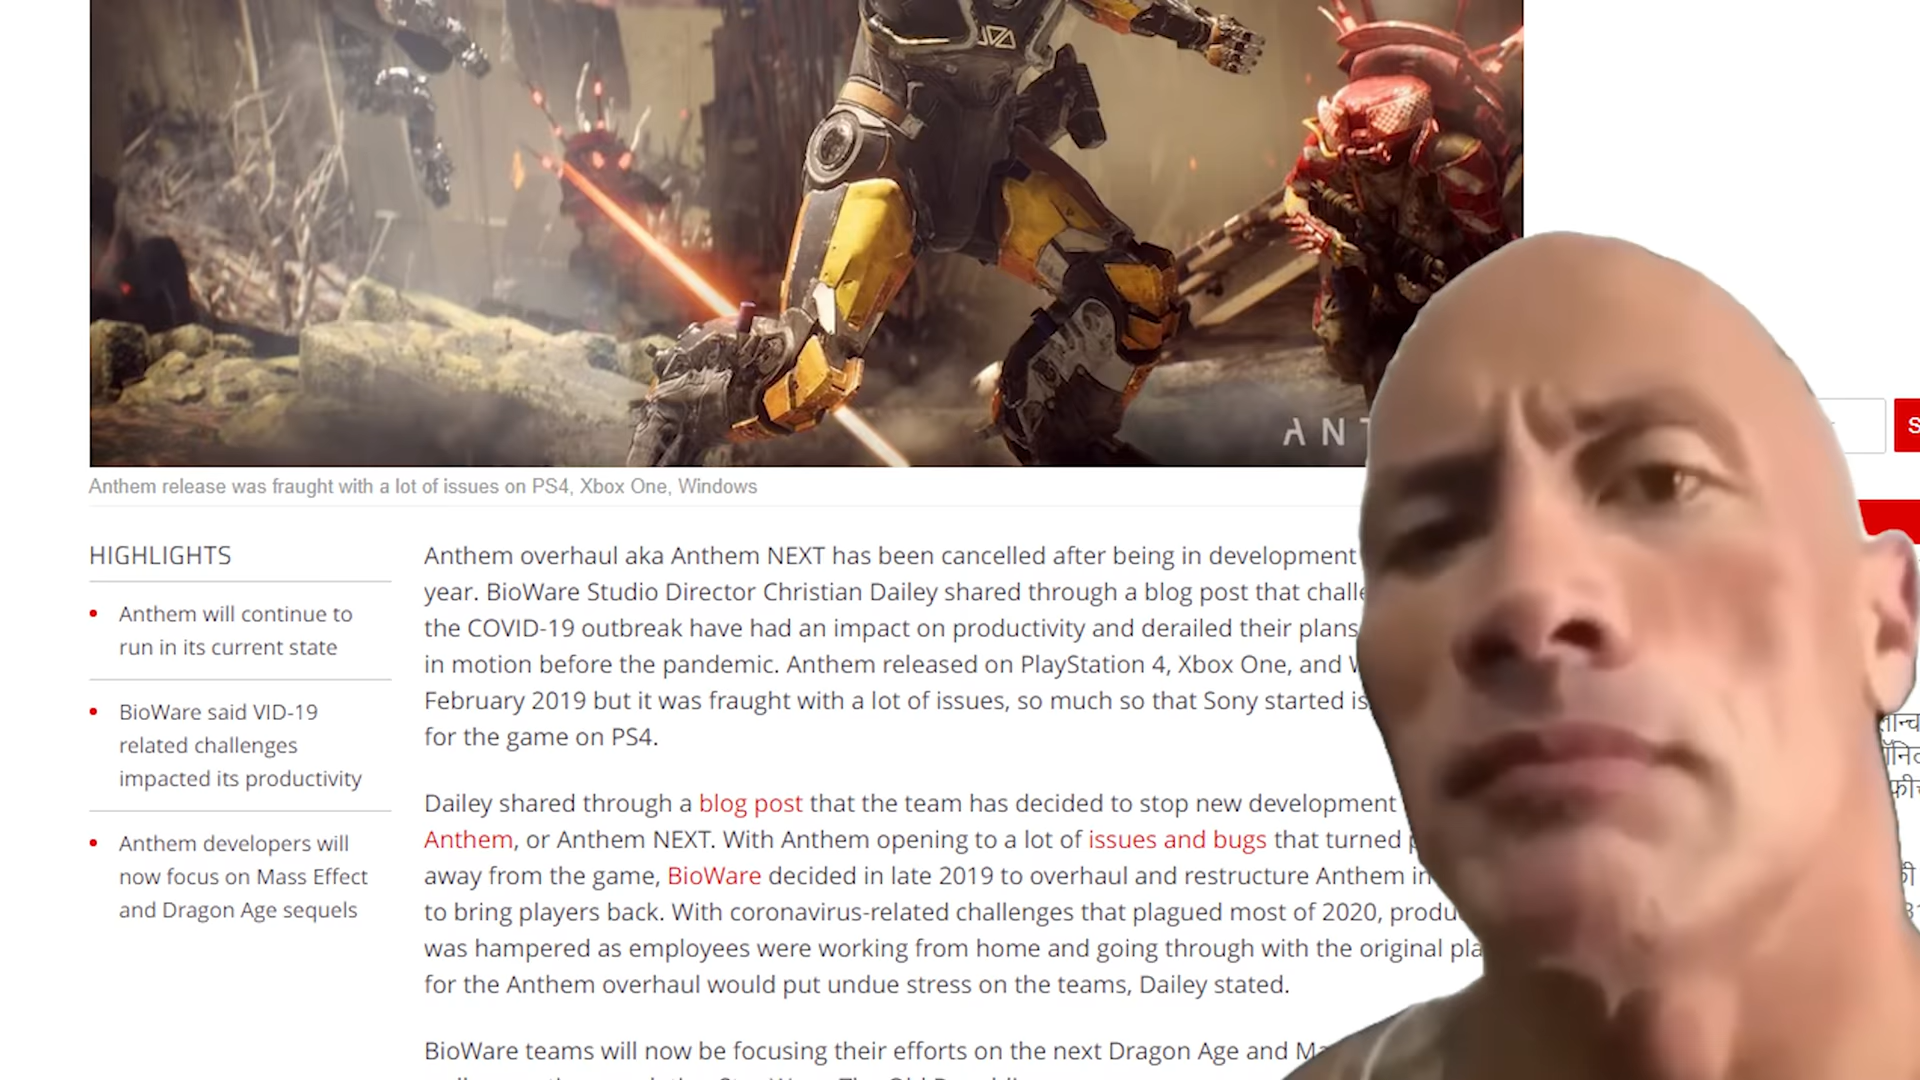 ANT
Anthem release was fraught with a lot of issues on PS4, Xbox One, Windows
HIGHLIGHTS
Anthem will continue to
run in its current state
BioWare said VID-19
related challenges
impacted its productivity
Anthem developers will
now focus on Mass Effect
and Dragon Age sequels
Anthem overhaul aka Anthem NEXT has been cancelled after being in development
year. BioWare Studio Director Christian Dailey shared through a blog post that challe
the COVID-19 outbreak have had an impact on productivity and derailed their plans
in motion before the pandemic. Anthem released on PlayStation 4, Xbox One, and
February 2019 but it was fraught with a lot of issues, so much so that Sony started is
for the game on PS4.
Dailey shared through a blog post that the team has decided to stop new development
Anthem, or Anthem NEXT. With Anthem opening to a lot of issues and bugs that turned
away from the game, BioWare decided in late 2019 to overhaul and restructure Anthem in
to bring players back. With coronavirus-related challenges that plagued most of 2020, produ
was hampered as employees were working from home and going through with the original pla
for the Anthem overhaul would put undue stress on the teams, Dailey stated.
BioWare teams will now be focusing their efforts on the next Dragon Age and Ma
S